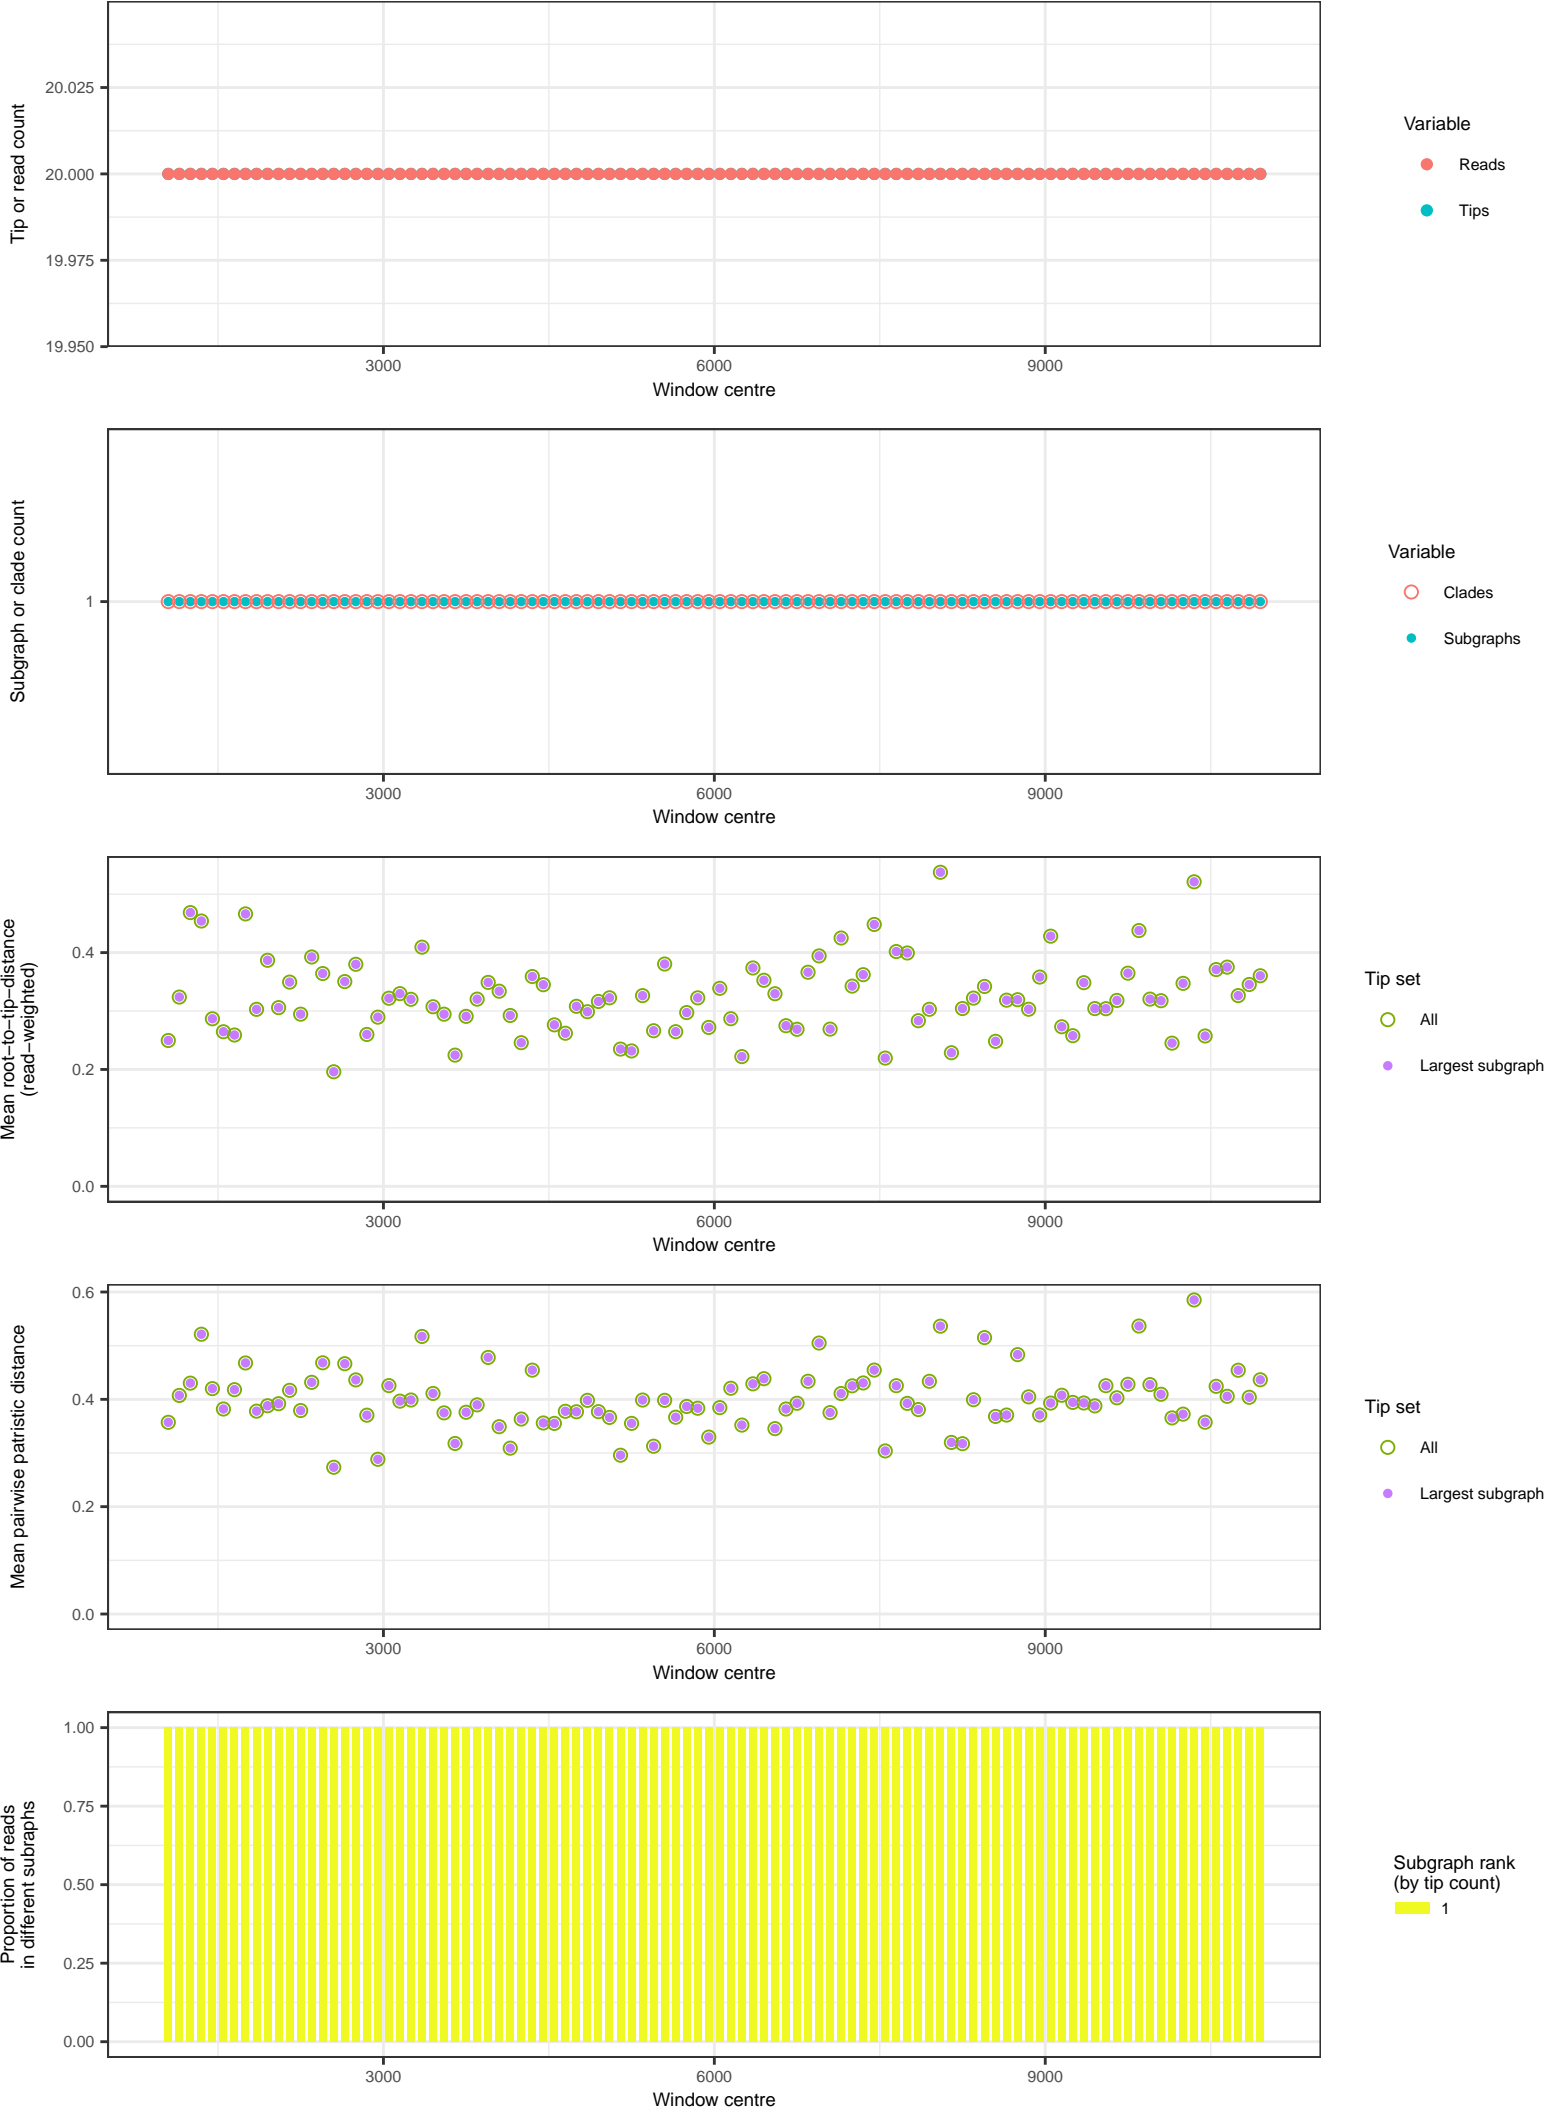 Tip or read count
20.025
20.000
19.975
19.950
3000
6000
9000
Window centre
Variable
Reads
Tips
Subgraph or clade count
1
3000
6000
9000
Window centre
Variable
Clades
Subgraphs
Mean root−to−tip−distance
(read−weighted)
0.4
0.2
0.0
3000
6000
9000
Window centre
Tip set
All
Largest subgraph
Mean pairwise patristic distance
0.6
0.4
0.2
0.0
3000
6000
9000
Window centre
Tip set
All
Largest subgraph
Proportion of reads
in different subraphs
1.00
0.75
0.50
0.25
0.00
3000
6000
9000
Window centre
Subgraph rank
(by tip count)
1